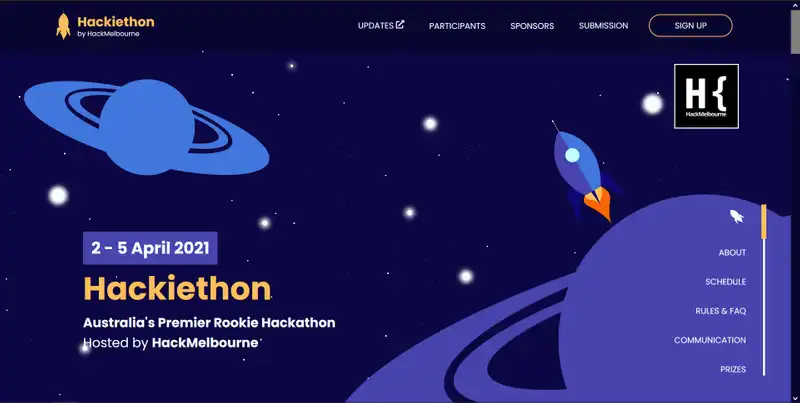 Hackiethon
by HackMelbourne
UPDATES
PARTICIPANTS
SPONSORS
SUBMISSION
SIGN UP
H{
HackMelbourne
2 - 5 April 2021
Hackiethon
Australia's Premier Rookie Hackathon
Hosted by HackMelbourne
ABOUT
SCHEDULE
RULES & FAQ
COMMUNICATION
PRIZES